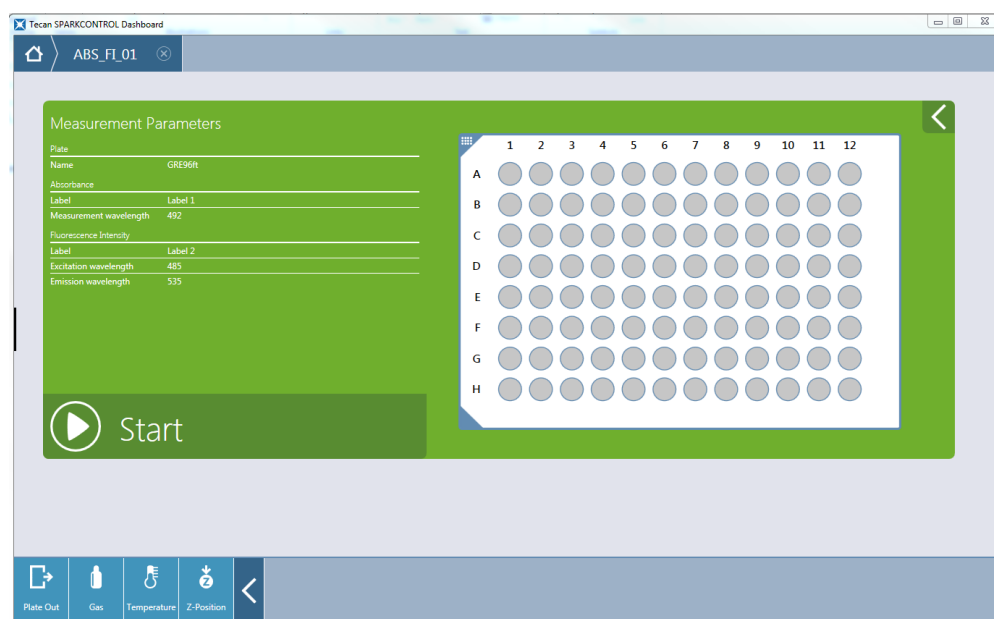 Tecan SPARKCONTROL Dashboard
ABS_FI_01
Measurement Parameters
Plate
Name GRE96ft
Absorbance
Label Label 1
Measurement wavelength 492
Fluorescence Intensity
Label Label 2
Excitation wavelength 485
Emission wavelength 535
Start
1 2 3 4 5 6 7 8 9 10 11 12
A
B
C
D
E
F
G
H
Plate Out Gas Temperature Z Z-Position